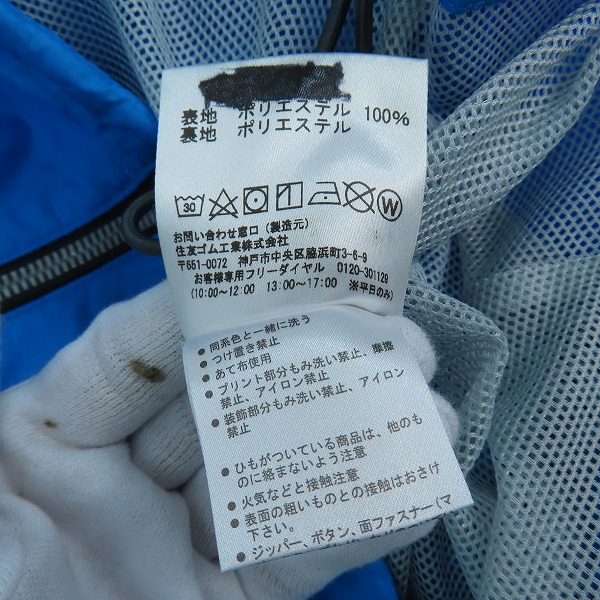 表地 ポリエステル 100%
裏地 ポリエステル
30
W
お問い合わせ窓口(製造元)
住友ゴム工業株式会社
〒651-0072 神戸市中央区脇浜町3-6-9
お客様専用フリーダイヤル 0120-301129
(10:00～12:00 13:00～17:00 ※平日のみ)
● 同系色と一緒に洗う
● つけ置き禁止
● あて布使用
● プリント部分もみ洗い禁止、摩擦
禁止、アイロン禁止
● 装飾部分もみ洗い禁止、アイロン
禁止
● ひもがついている商品は、他のも
のに絡まないよう注意
● 火気などと接触注意
● 表面の粗いものとの接触はおさけ
下さい。
● ジッパー、ボタン、面ファスナー(マ